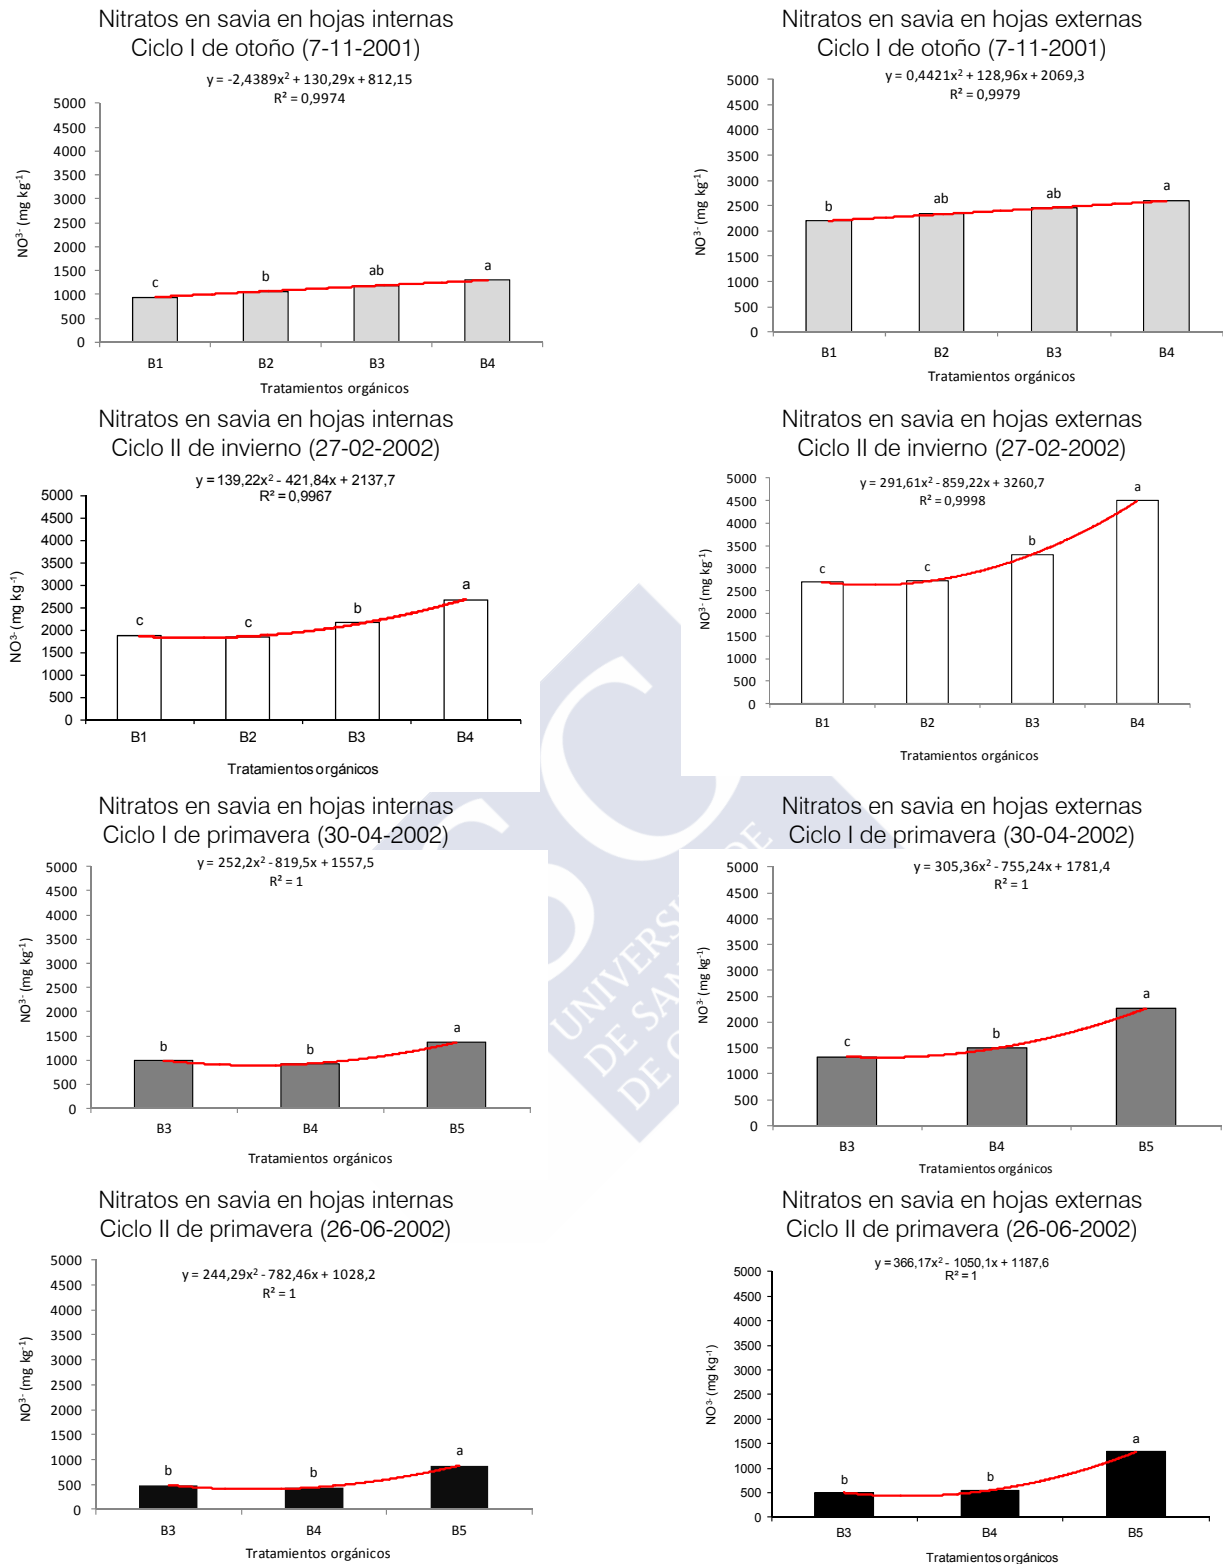 Nitratos en savia en hojas internas
Ciclo I de otoño (7-11-2001)
y = -2,4389x² + 130,29x + 812,15
R² = 0,9974
5000
4500
4000
3500
3000
2500
2000
1500
1000
500
0
NO³⁻ (mg kg⁻¹)
c
b
ab
a
B1
B2
B3
B4
Tratamientos orgánicos
Nitratos en savia en hojas externas
Ciclo I de otoño (7-11-2001)
y = 0,4421x² + 128,96x + 2069,3
R² = 0,9979
5000
4500
4000
3500
3000
2500
2000
1500
1000
500
0
NO³⁻ (mg kg⁻¹)
b
ab
ab
a
B1
B2
B3
B4
Tratamientos orgánicos
Nitratos en savia en hojas internas
Ciclo II de invierno (27-02-2002)
y = 139,22x² - 421,84x + 2137,7
R² = 0,9967
5000
4500
4000
3500
3000
2500
2000
1500
1000
500
0
NO³⁻ (mg kg⁻¹)
c
c
b
a
B1
B2
B3
B4
Tratamientos orgánicos
Nitratos en savia en hojas externas
Ciclo II de invierno (27-02-2002)
y = 291,61x² - 859,22x + 3260,7
R² = 0,9998
5000
4500
4000
3500
3000
2500
2000
1500
1000
500
0
NO³⁻ (mg kg⁻¹)
c
c
b
a
B1
B2
B3
B4
Tratamientos orgánicos
Nitratos en savia en hojas internas
Ciclo I de primavera (30-04-2002)
y = 252,2x² - 819,5x + 1557,5
R² = 1
5000
4500
4000
3500
3000
2500
2000
1500
1000
500
0
NO³⁻ (mg kg⁻¹)
b
b
a
B3
B4
B5
Tratamientos orgánicos
Nitratos en savia en hojas externas
Ciclo I de primavera (30-04-2002)
y = 305,36x² - 755,24x + 1781,4
R² = 1
5000
4500
4000
3500
3000
2500
2000
1500
1000
500
0
NO³⁻ (mg kg⁻¹)
c
b
a
B3
B4
B5
Tratamientos orgánicos
Nitratos en savia en hojas internas
Ciclo II de primavera (26-06-2002)
y = 244,29x² - 782,46x + 1028,2
R² = 1
5000
4500
4000
3500
3000
2500
2000
1500
1000
500
0
NO³⁻ (mg kg⁻¹)
b
b
a
B3
B4
B5
Tratamientos orgánicos
Nitratos en savia en hojas externas
Ciclo II de primavera (26-06-2002)
y = 366,17x² - 1050,1x + 1187,6
R² = 1
5000
4500
4000
3500
3000
2500
2000
1500
1000
500
0
NO³⁻ (mg kg⁻¹)
b
b
a
B3
B4
B5
Tratamientos orgánicos
S C
DE